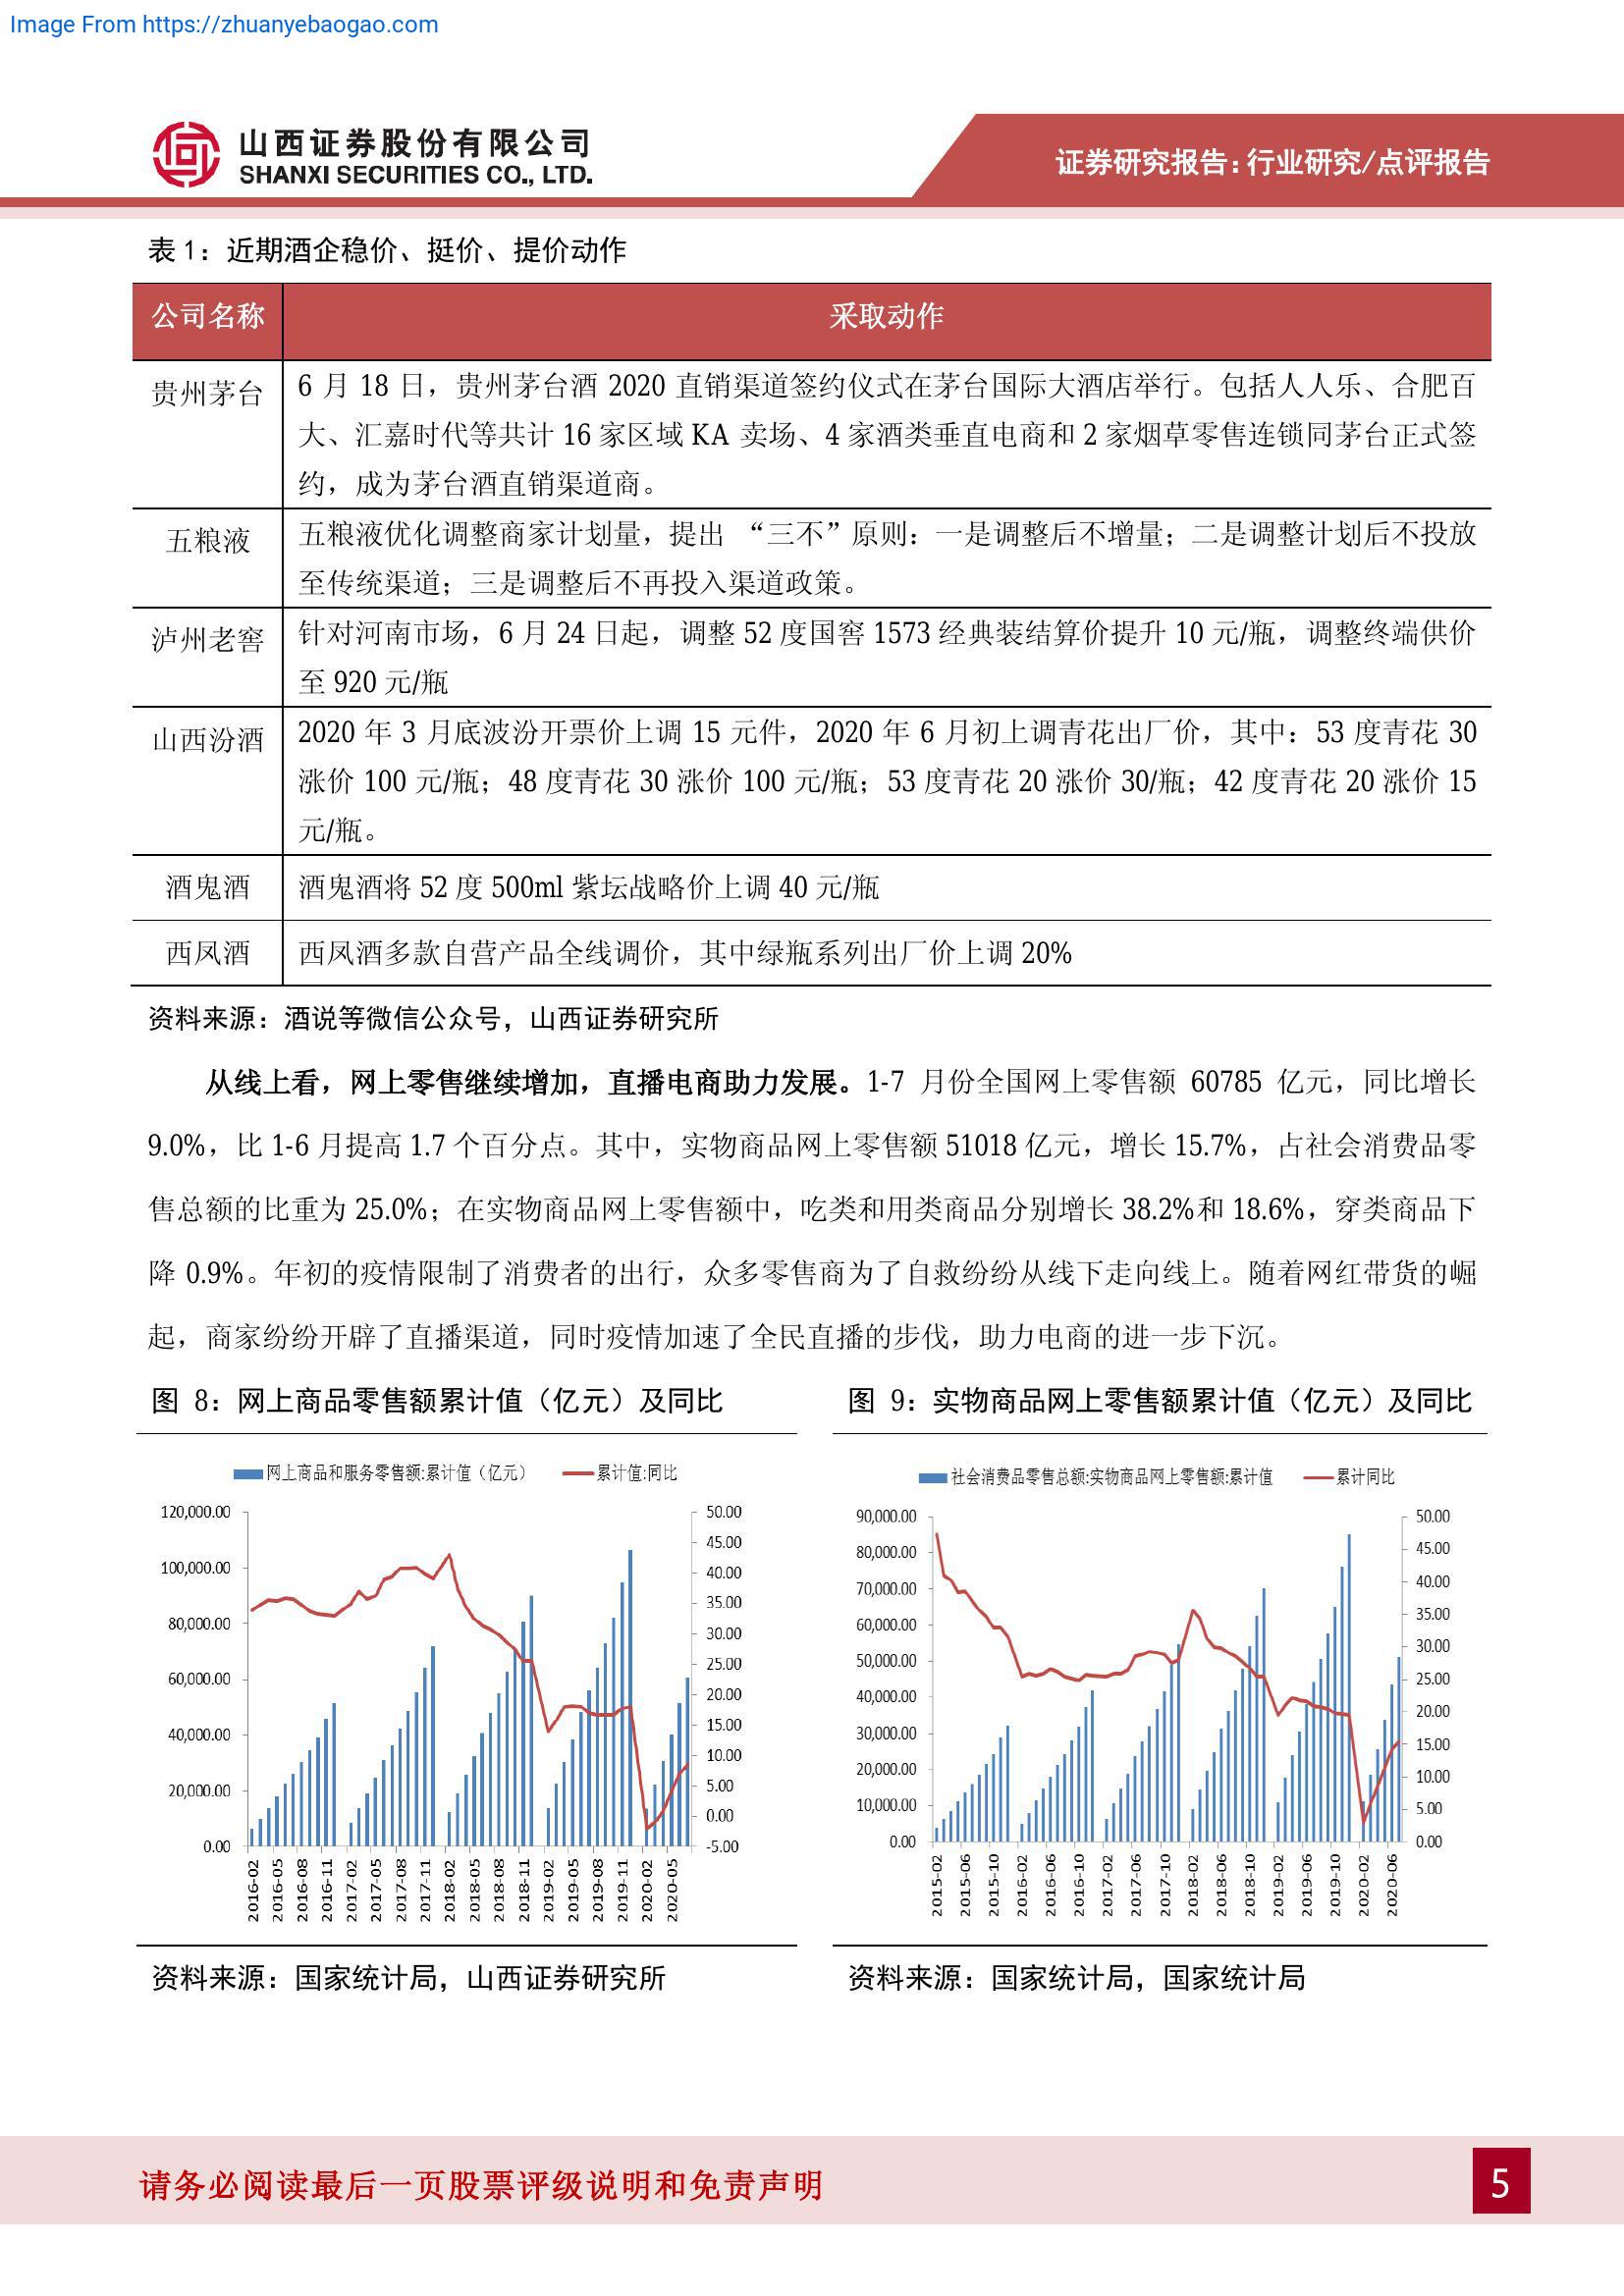 Image From https://zhuanyebaogao.com
山西证券股份有限公司
SHANXI SECURITIES CO., LTD.
证券研究报告：行业研究/点评报告
表 1：近期酒企稳价、挺价、提价动作
公司名称 采取动作
贵州茅台 6 月 18 日，贵州茅台酒 2020 直销渠道签约仪式在茅台国际大酒店举行。包括人人乐、合肥百
大、汇嘉时代等共计 16 家区域 KA 卖场、4 家酒类垂直电商和 2 家烟草零售连锁同茅台正式签
约，成为茅台酒直销渠道商。
五粮液 五粮液优化调整商家计划量，提出 “三不”原则：一是调整后不增量；二是调整计划后不投放
至传统渠道；三是调整后不再投入渠道政策。
泸州老窖 针对河南市场，6 月 24 日起，调整 52 度国窖 1573 经典装结算价提升 10 元/瓶，调整终端供价
至 920 元/瓶
山西汾酒 2020 年 3 月底波汾开票价上调 15 元件，2020 年 6 月初上调青花出厂价，其中：53 度青花 30
涨价 100 元/瓶；48 度青花 30 涨价 100 元/瓶；53 度青花 20 涨价 30/瓶；42 度青花 20 涨价 15
元/瓶。
酒鬼酒 酒鬼酒将 52 度 500ml 紫坛战略价上调 40 元/瓶
西凤酒 西凤酒多款自营产品全线调价，其中绿瓶系列出厂价上调 20%
资料来源：酒说等微信公众号，山西证券研究所
从线上看，网上零售继续增加，直播电商助力发展。1-7 月份全国网上零售额 60785 亿元，同比增长
9.0%，比 1-6 月提高 1.7 个百分点。其中，实物商品网上零售额 51018 亿元，增长 15.7%，占社会消费品零
售总额的比重为 25.0%；在实物商品网上零售额中，吃类和用类商品分别增长 38.2%和 18.6%，穿类商品下
降 0.9%。年初的疫情限制了消费者的出行，众多零售商为了自救纷纷从线下走向线上。随着网红带货的崛
起，商家纷纷开辟了直播渠道，同时疫情加速了全民直播的步伐，助力电商的进一步下沉。
图 8：网上商品零售额累计值（亿元）及同比
网上商品和服务零售额:累计值（亿元） 累计值:同比
120,000.00 50.00
45.00
100,000.00 40.00
35.00
80,000.00 30.00
25.00
60,000.00 20.00
40,000.00 15.00
10.00
20,000.00 5.00
0.00
0.00 -5.00
2016-02 2016-05 2016-08 2016-11 2017-02 2017-05 2017-08 2017-11 2018-02 2018-05 2018-08 2018-11 2019-02 2019-05 2019-08 2019-11 2020-02 2020-05
资料来源：国家统计局，山西证券研究所
图 9：实物商品网上零售额累计值（亿元）及同比
社会消费品零售总额:实物商品网上零售额:累计值 累计同比
90,000.00 50.00
80,000.00 45.00
70,000.00 40.00
60,000.00 35.00
50,000.00 30.00
40,000.00 25.00
30,000.00 20.00
20,000.00 15.00
10,000.00 10.00
5.00
0.00 0.00
2015-02 2015-06 2015-10 2016-02 2016-06 2016-10 2017-02 2017-06 2017-10 2018-02 2018-06 2018-10 2019-02 2019-06 2019-10 2020-02 2020-06
资料来源：国家统计局，国家统计局
请务必阅读最后一页股票评级说明和免责声明
5